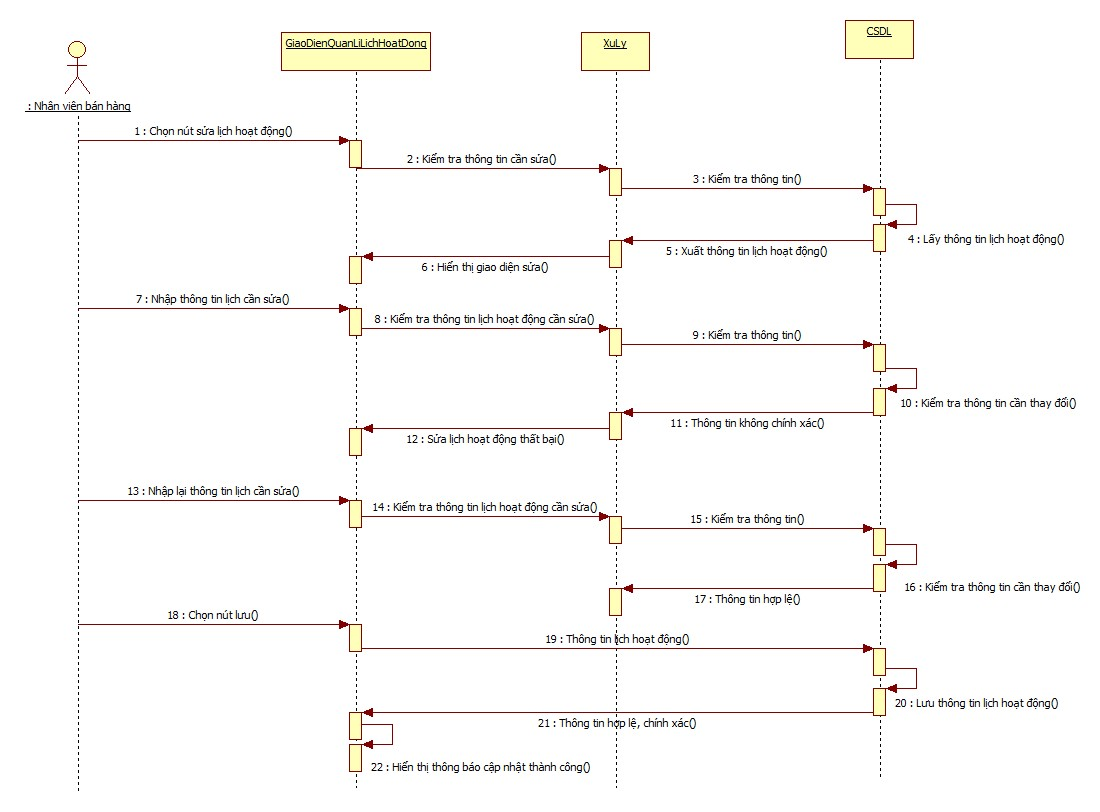 CSDL
GiaoDienQuanLiLichHoatDong
XuLy
: Nhân viên bán hàng
1 : Chọn nút sửa lịch hoạt động()
2 : Kiểm tra thông tin cần sửa()
3 : Kiểm tra thông tin()
4 : Lấy thông tin lịch hoạt động()
5 : Xuất thông tin lịch hoạt động()
6 : Hiển thị giao diện sửa()
7 : Nhập thông tin lịch cần sửa()
8 : Kiểm tra thông tin lịch hoạt động cần sửa()
9 : Kiểm tra thông tin()
10 : Kiểm tra thông tin cần thay đổi()
11 : Thông tin không chính xác()
12 : Sửa lịch hoạt động thất bại()
13 : Nhập lại thông tin lịch cần sửa()
14 : Kiểm tra thông tin lịch hoạt động cần sửa()
15 : Kiểm tra thông tin()
16 : Kiểm tra thông tin cần thay đổi()
17 : Thông tin hợp lệ()
18 : Chọn nút lưu()
19 : Thông tin lịch hoạt động()
20 : Lưu thông tin lịch hoạt động()
21 : Thông tin hợp lệ, chính xác()
22 : Hiển thị thông báo cập nhật thành công()